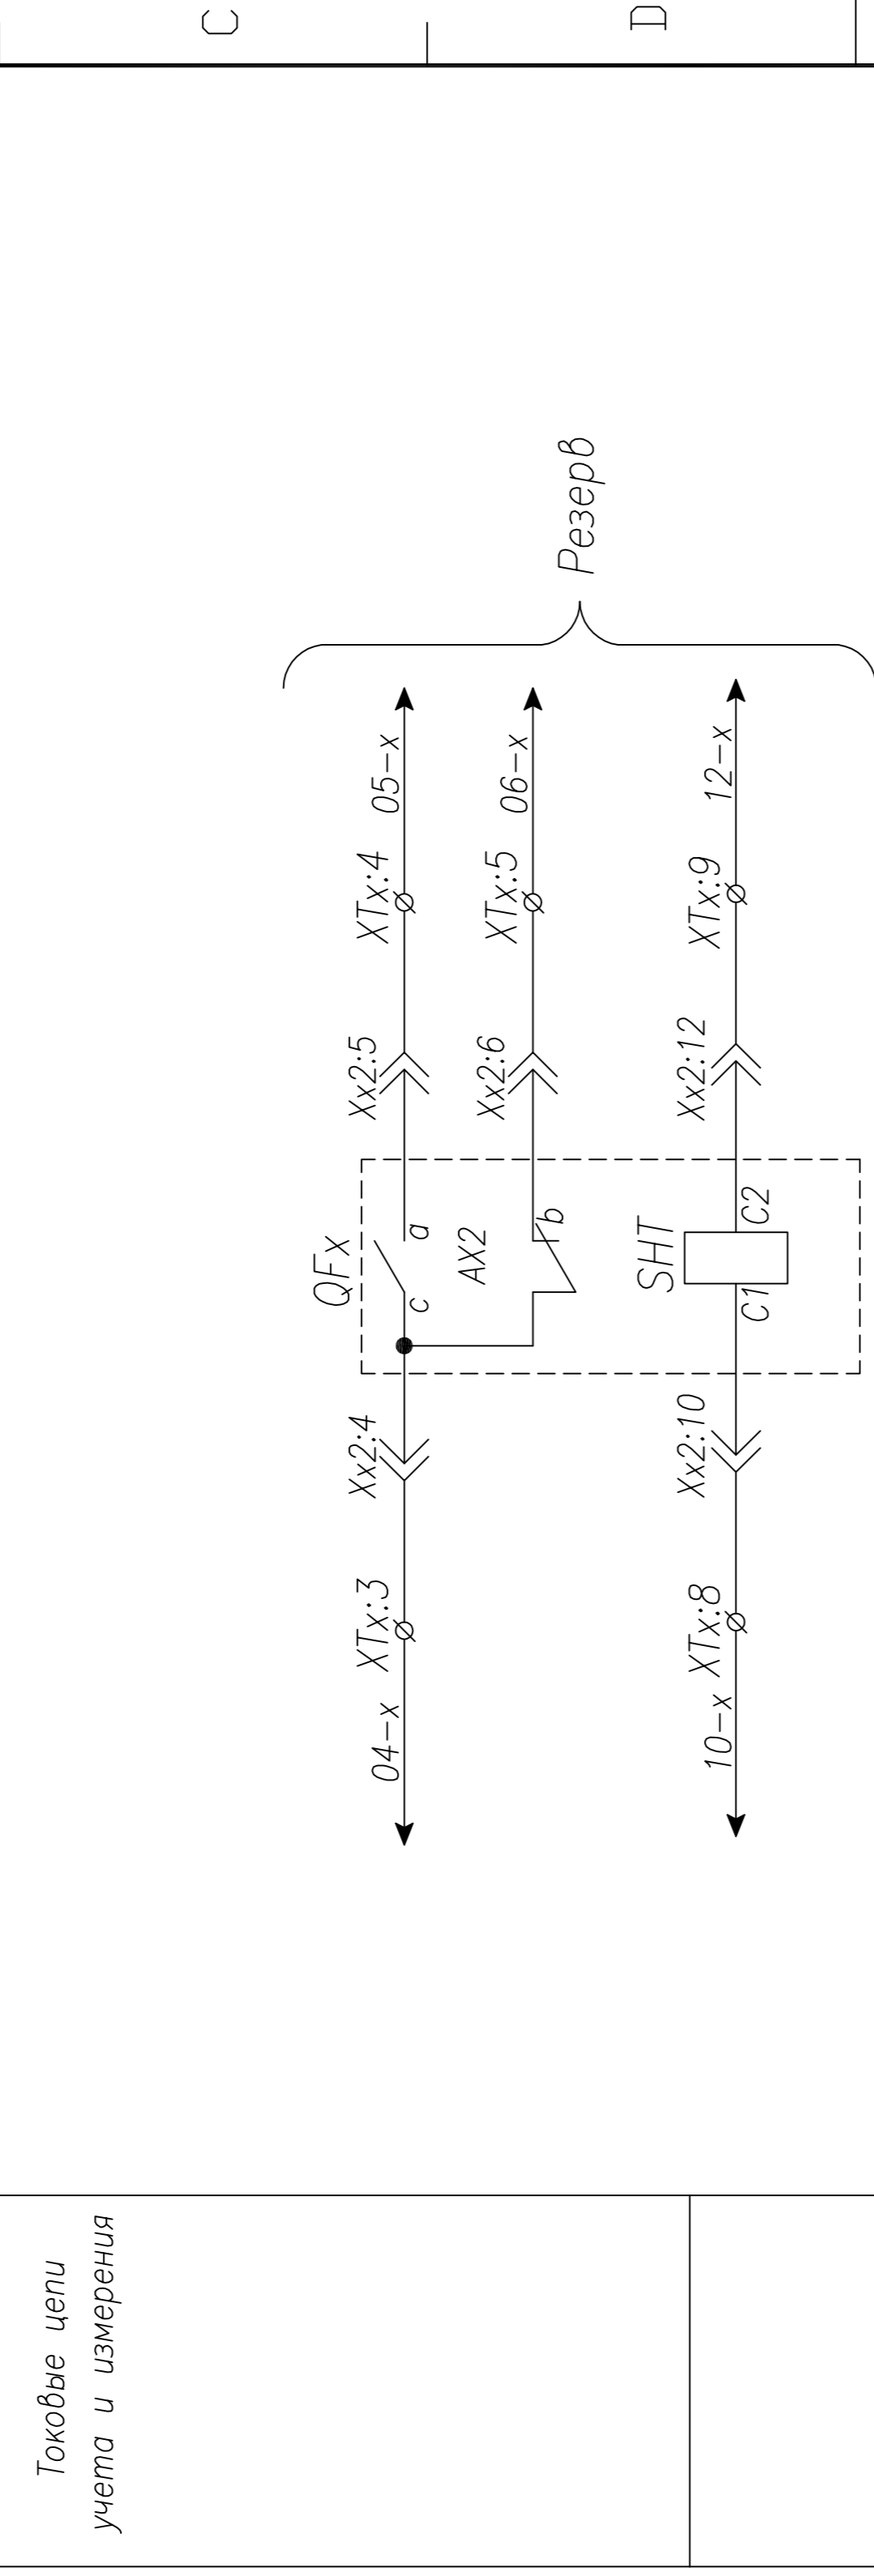 C
D
Токовые цепи
учета и измерения
QFx
04-x
XTx:3
Xx2:4
c
a
Xx2:5
XTx:4
05-x
AX2
b
Xx2:6
XTx:5
06-x
Резерв
SHT
10-x
XTx:8
Xx2:10
C1
C2
Xx2:12
XTx:9
12-x